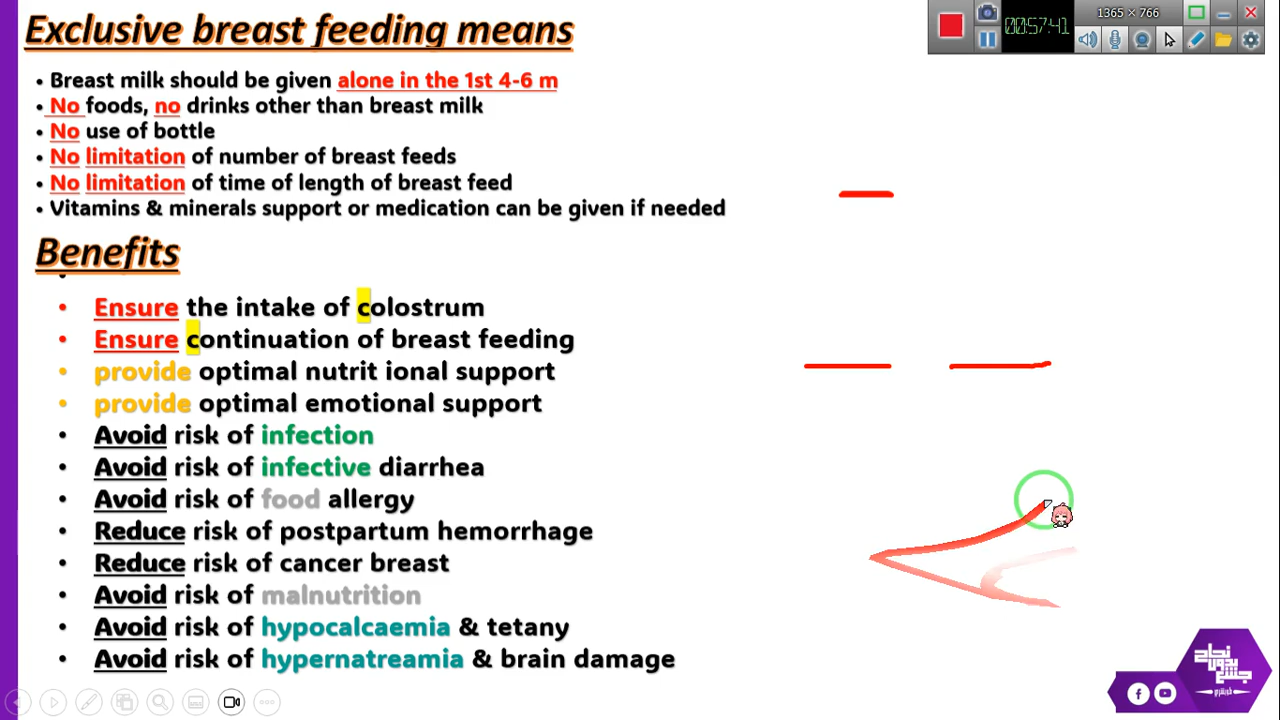 Exclusive breast feeding means
1365 × 766
00:57:41
• Breast milk should be given alone in the 1st 4-6 m
• No foods, no drinks other than breast milk
• No use of bottle
• No limitation of number of breast feeds
• No limitation of time of length of breast feed
• Vitamins & minerals support or medication can be given if needed
Benefits
•
• Ensure the intake of colostrum
• Ensure continuation of breast feeding
• provide optimal nutrit ional support
• provide optimal emotional support
• Avoid risk of infection
• Avoid risk of infective diarrhea
• Avoid risk of food allergy
• Reduce risk of postpartum hemorrhage
• Reduce risk of cancer breast
• Avoid risk of malnutrition
• Avoid risk of hypocalcaemia & tetany
• Avoid risk of hypernatreamia & brain damage
نجاح
بدون